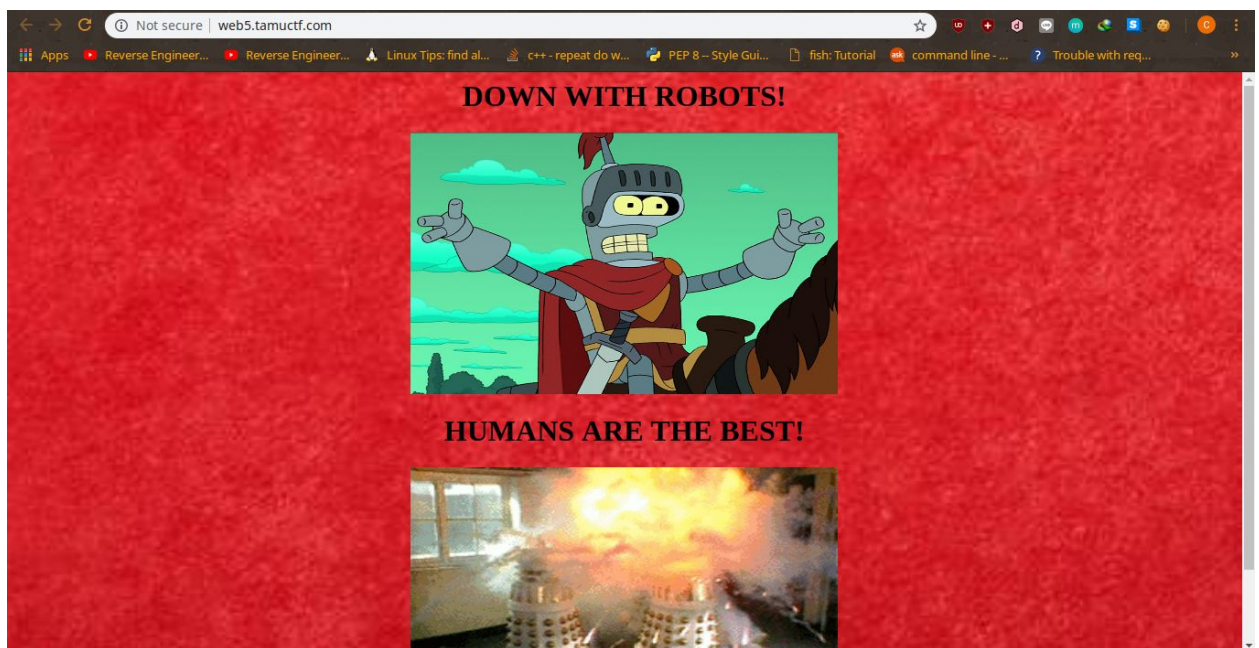 Not secure | web5.tamuctf.com
Apps Reverse Engineer... Reverse Engineer... Linux Tips: find al... c++ - repeat do w... PEP 8 -- Style Gui... fish: Tutorial ask command line - ... ? Trouble with req... »
DOWN WITH ROBOTS!
HUMANS ARE THE BEST!